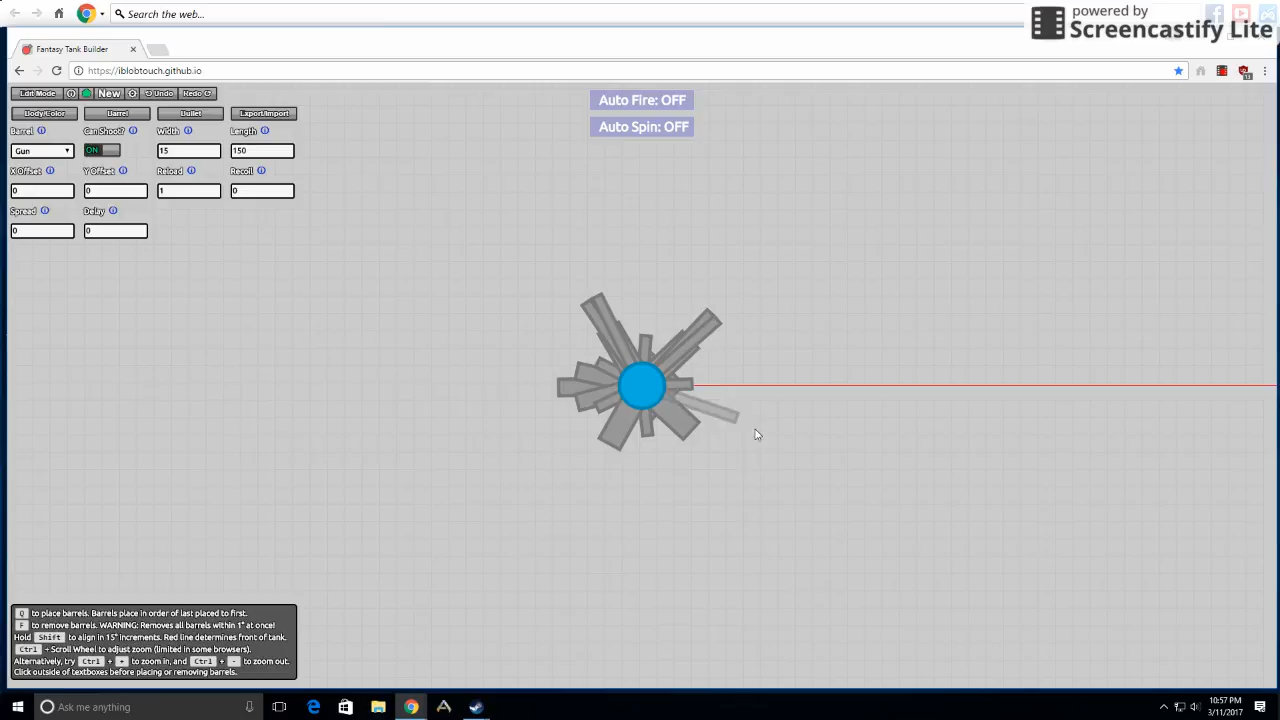 Search the web...
powered by
Screencastify Lite
Fantasy Tank Builder
https://iblobtouch.github.io
Edit Mode New Undo Redo
Body/Color Barrel Bullet Export/Import
Barrel Can Shoot? Width Length
Gun ON 15 150
X Offset Y Offset Reload Recoil
0 0 1 0
Spread Delay
0 0
Auto Fire: OFF
Auto Spin: OFF
Q to place barrels. Barrels place in order of last placed to first.
F to remove barrels. WARNING: Removes all barrels within 1° at once!
Hold Shift to align in 15° increments. Red line determines front of tank.
Ctrl + Scroll Wheel to adjust zoom (limited in some browsers).
Alternatively, try Ctrl + + to zoom in, and Ctrl + - to zoom out.
Click outside of textboxes before placing or removing barrels.
Ask me anything
10:57 PM
3/11/2017